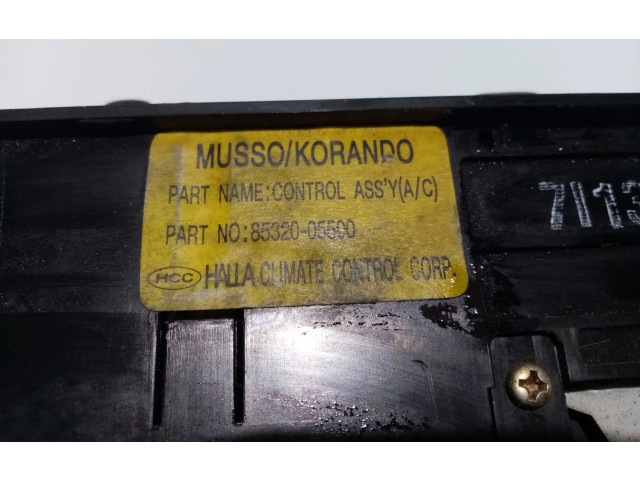 MUSSO/KORANDO
PART NAME:CONTROL ASS'Y(A/C)
PART NO:85320-05500
HCC HALLA CLIMATE CONTROL CORP.
7113